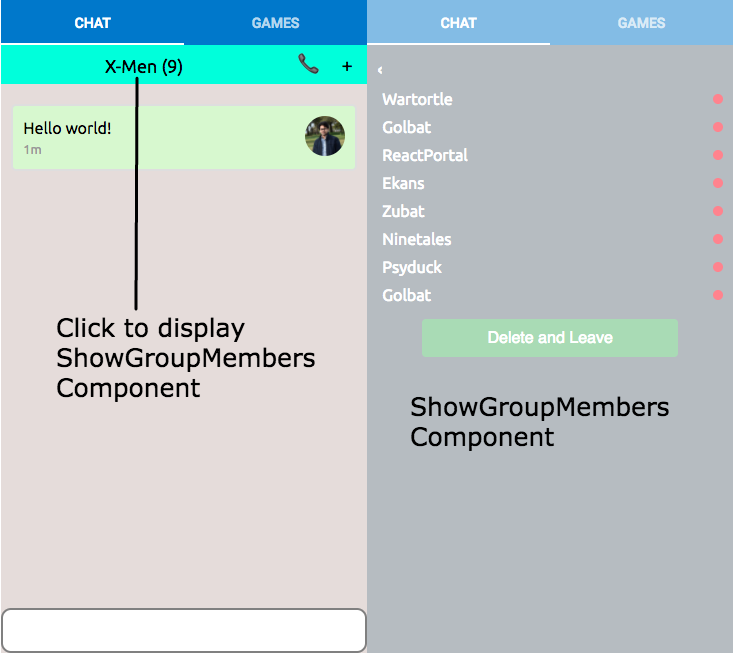 CHAT GAMES
X-Men (9) +
Hello world!
1m
Click to display
ShowGroupMembers
Component
CHAT GAMES
‹
Wartortle
Golbat
ReactPortal
Ekans
Zubat
Ninetales
Psyduck
Golbat
Delete and Leave
ShowGroupMembers
Component